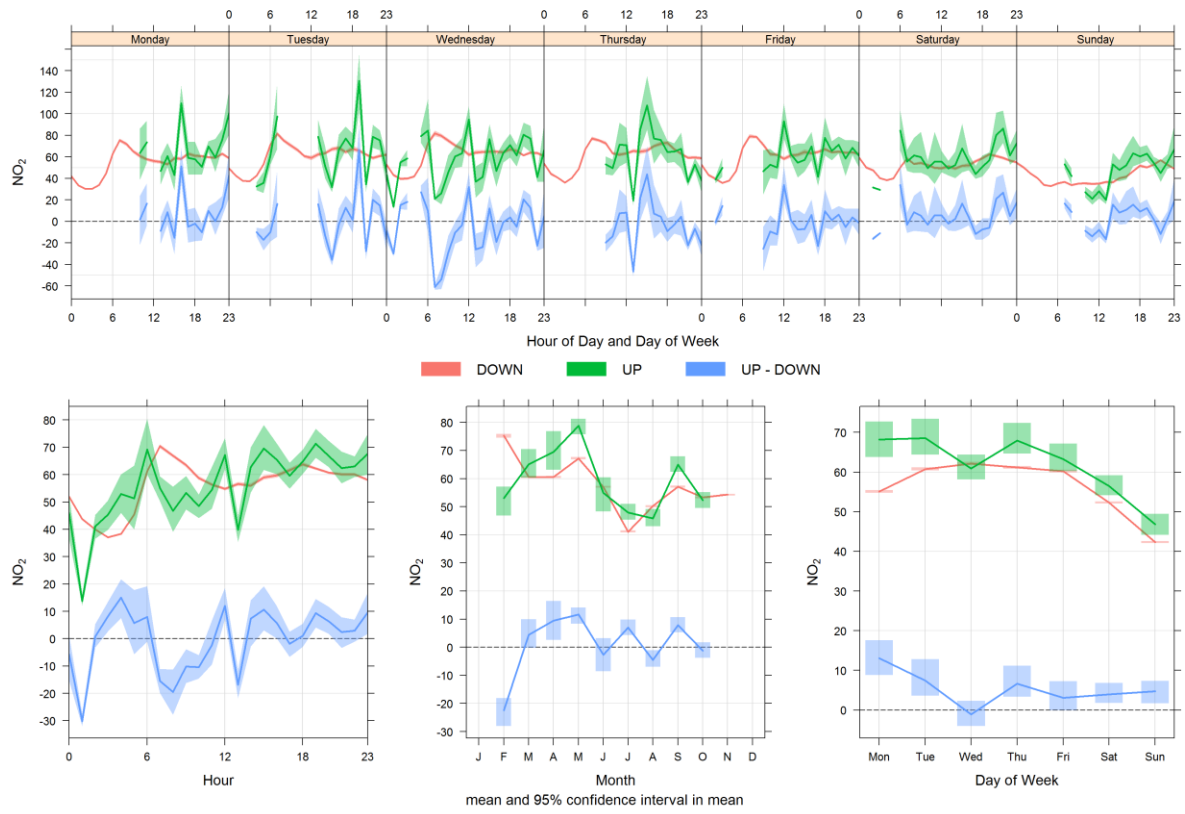 0 6 12 18 23 0 6 12 18 23 0 6 12 18 23
Monday Tuesday Wednesday Thursday Friday Saturday Sunday
140
120
100
80
60
40
20
0
-20
-40
-60
NO2
0 6 12 18 23 0 6 12 18 23 0 6 12 18 23 0 6 12 18 23
Hour of Day and Day of Week
DOWN UP UP - DOWN
80
70
60
50
40
30
20
10
0
-10
-20
-30
NO2
0 6 12 18 23
Hour
80
70
60
50
40
30
20
10
0
-10
-20
-30
NO2
J F M A M J J A S O N D
Month
70
60
50
40
30
20
10
0
NO2
Mon Tue Wed Thu Fri Sat Sun
Day of Week
mean and 95% confidence interval in mean